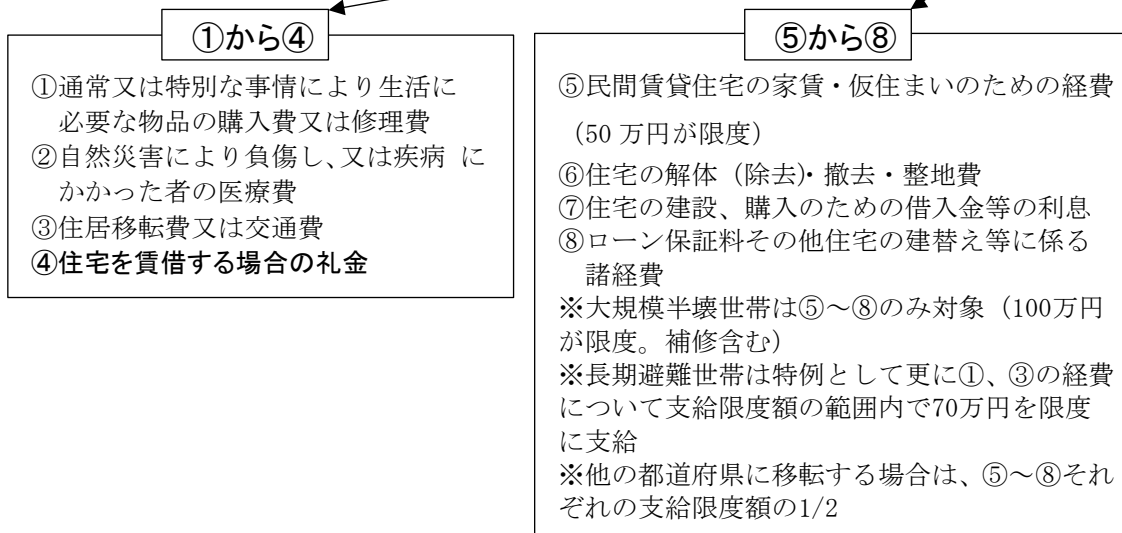 ①から④
①通常又は特別な事情により生活に
必要な物品の購入費又は修理費
②自然災害により負傷し、又は疾病 に
かかった者の医療費
③住居移転費又は交通費
④住宅を賃借する場合の礼金
⑤から⑧
⑤民間賃貸住宅の家賃・仮住まいのための経費
(50 万円が限度)
⑥住宅の解体（除去)･撤去・整地費
⑦住宅の建設、購入のための借入金等の利息
⑧ローン保証料その他住宅の建替え等に係る
諸経費
※大規模半壊世帯は⑤～⑧のみ対象（100万円
が限度。補修含む）
※長期避難世帯は特例として更に①、③の経費
について支給限度額の範囲内で70万円を限度
に支給
※他の都道府県に移転する場合は、⑤～⑧それ
ぞれの支給限度額の1/2